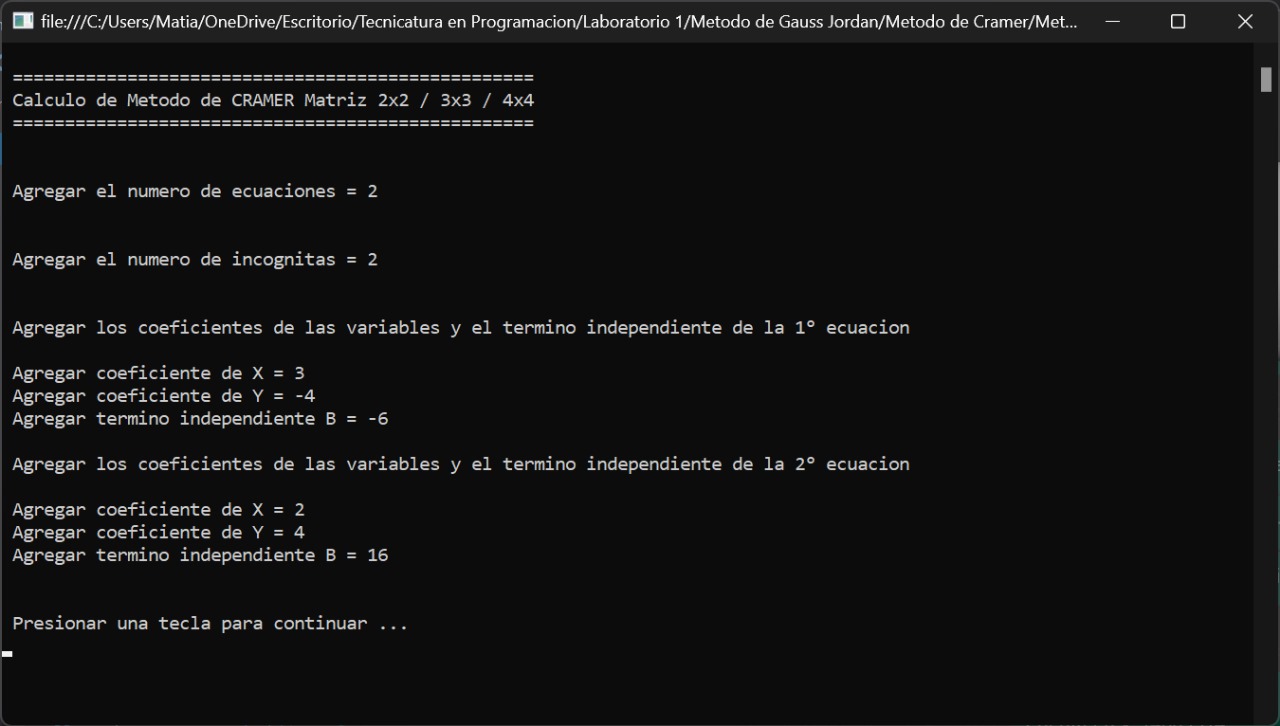 file:///C:/Users/Matia/OneDrive/Escritorio/Tecnicatura en Programacion/Laboratorio 1/Metodo de Gauss Jordan/Metodo de Cramer/Met...
==================================================
Calculo de Metodo de CRAMER Matriz 2x2 / 3x3 / 4x4
==================================================
Agregar el numero de ecuaciones = 2
Agregar el numero de incognitas = 2
Agregar los coeficientes de las variables y el termino independiente de la 1° ecuacion
Agregar coeficiente de X = 3
Agregar coeficiente de Y = -4
Agregar termino independiente B = -6
Agregar los coeficientes de las variables y el termino independiente de la 2° ecuacion
Agregar coeficiente de X = 2
Agregar coeficiente de Y = 4
Agregar termino independiente B = 16
Presionar una tecla para continuar ...